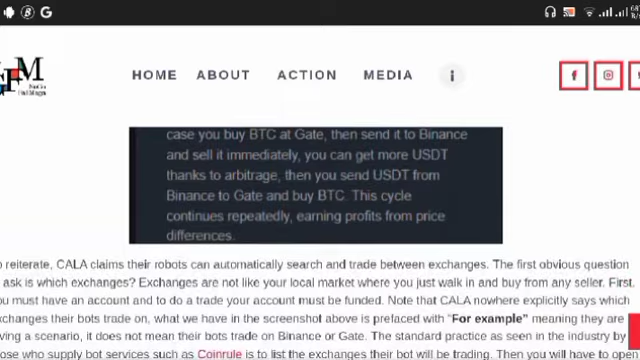 HOME ABOUT ACTION MEDIA i
case you buy BTC at Gate, then send it to Binance
and sell it immediately, you can get more USDT
thanks to arbitrage, then you send USDT from
Binance to Gate and buy BTC. This cycle
continues repeatedly, earning profits from price
differences.
o reiterate, CALA claims their robots can automatically search and trade between exchanges. The first obvious question
ask is which exchanges? Exchanges are not like your local market where you just walk in and buy from any seller. First.
ou must have an account and to do a trade your account must be funded. Note that CALA nowhere explicitly says which
xchanges their bots trade on, what we have in the screenshot above is prefaced with "For example" meaning they are
ving a scenario, it does not mean their bots trade on Binance or Gate. The standard practice as seen in the industry by
ose who supply bot services such as Coinrule is to list the exchanges their bot will be trading. Then you will have to op